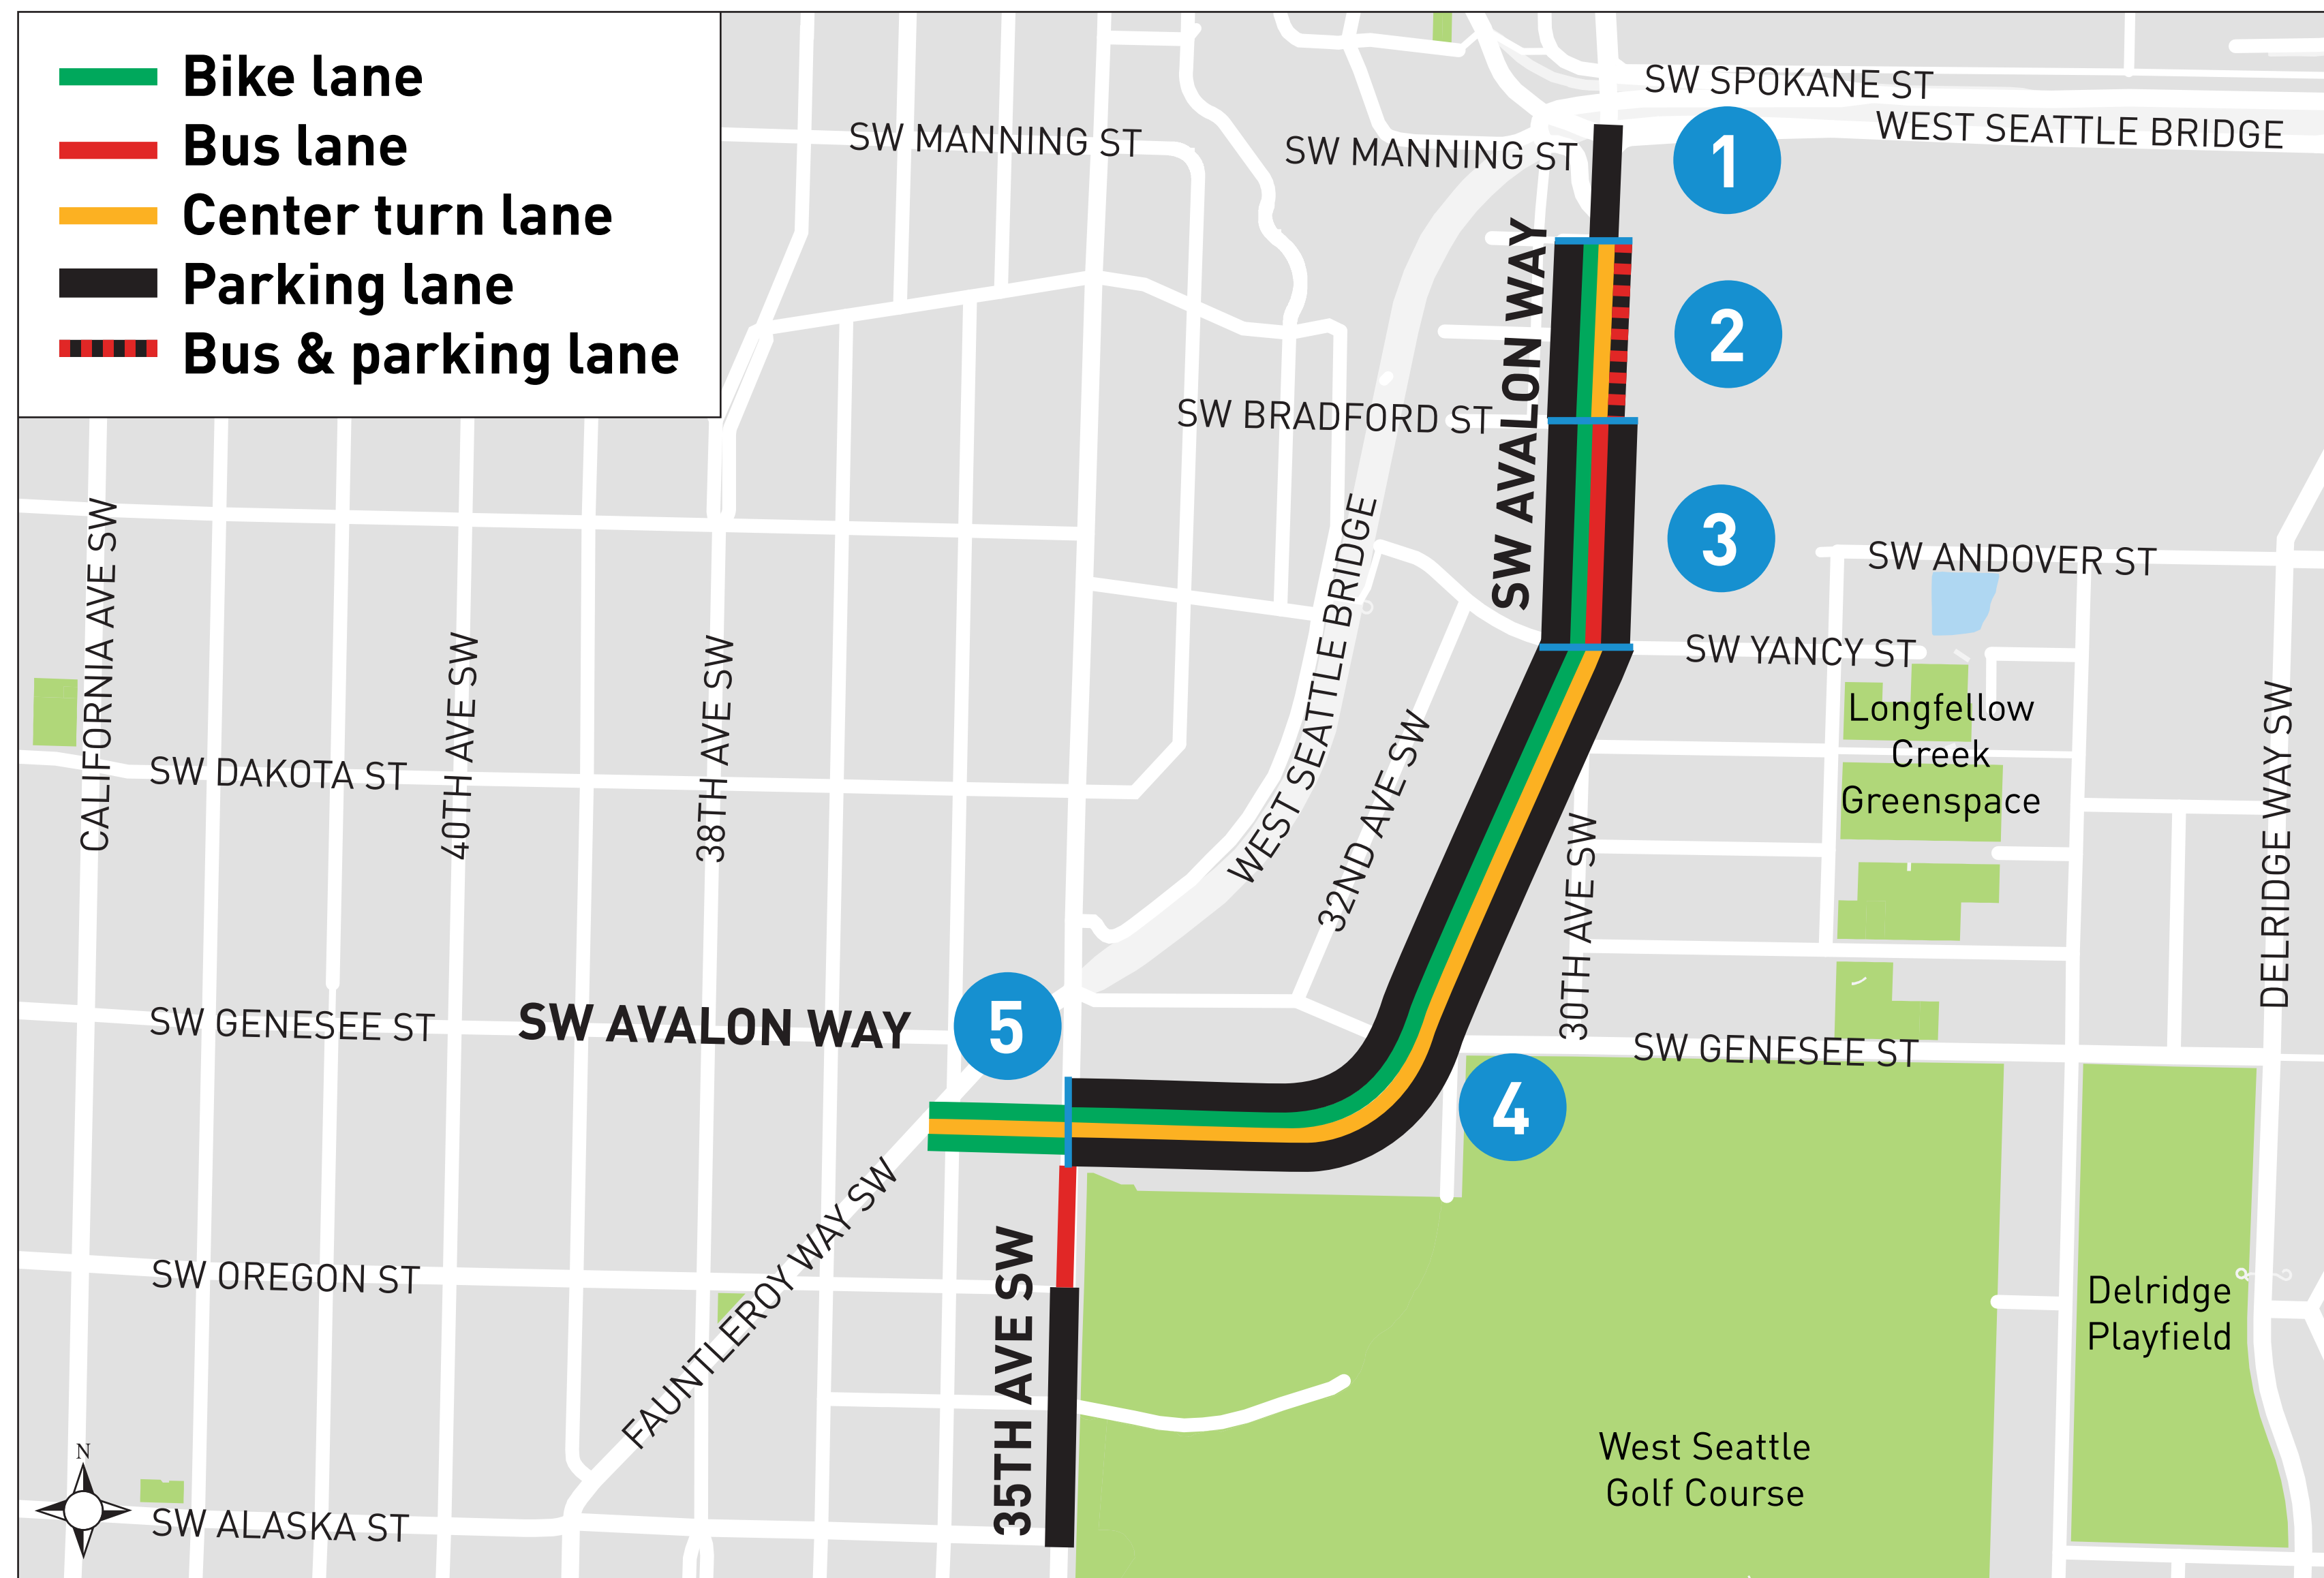 Bike lane
Bus lane
Center turn lane
Parking lane
Bus & parking lane
SW SPOKANE ST
WEST SEATTLE BRIDGE
SW MANNING ST
SW MANNING ST
1
SW AVALON WAY
2
SW BRADFORD ST
3
SW ANDOVER ST
CALIFORNIA AVE SW
40TH AVE SW
38TH AVE SW
WEST SEATTLE BRIDGE
32ND AVE SW
SW YANCY ST
Longfellow
Creek
Greenspace
SW DAKOTA ST
30TH AVE SW
DELRIDGE WAY SW
SW GENESEE ST
SW AVALON WAY
5
SW GENESEE ST
4
FAUNTLEROY WAY SW
35TH AVE SW
SW OREGON ST
Delridge
Playfield
West Seattle
Golf Course
N
SW ALASKA ST